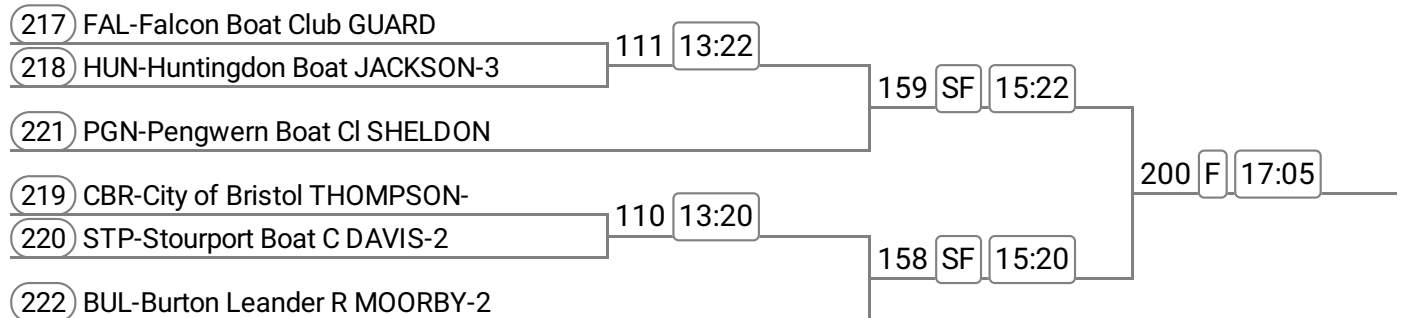 217 FAL-Falcon Boat Club GUARD
111 13:22
218 HUN-Huntingdon Boat JACKSON-3
159 SF 15:22
221 PGN-Pengwern Boat Cl SHELDON
200 F 17:05
219 CBR-City of Bristol THOMPSON-
110 13:20
220 STP-Stourport Boat C DAVIS-2
158 SF 15:20
222 BUL-Burton Leander R MOORBY-2